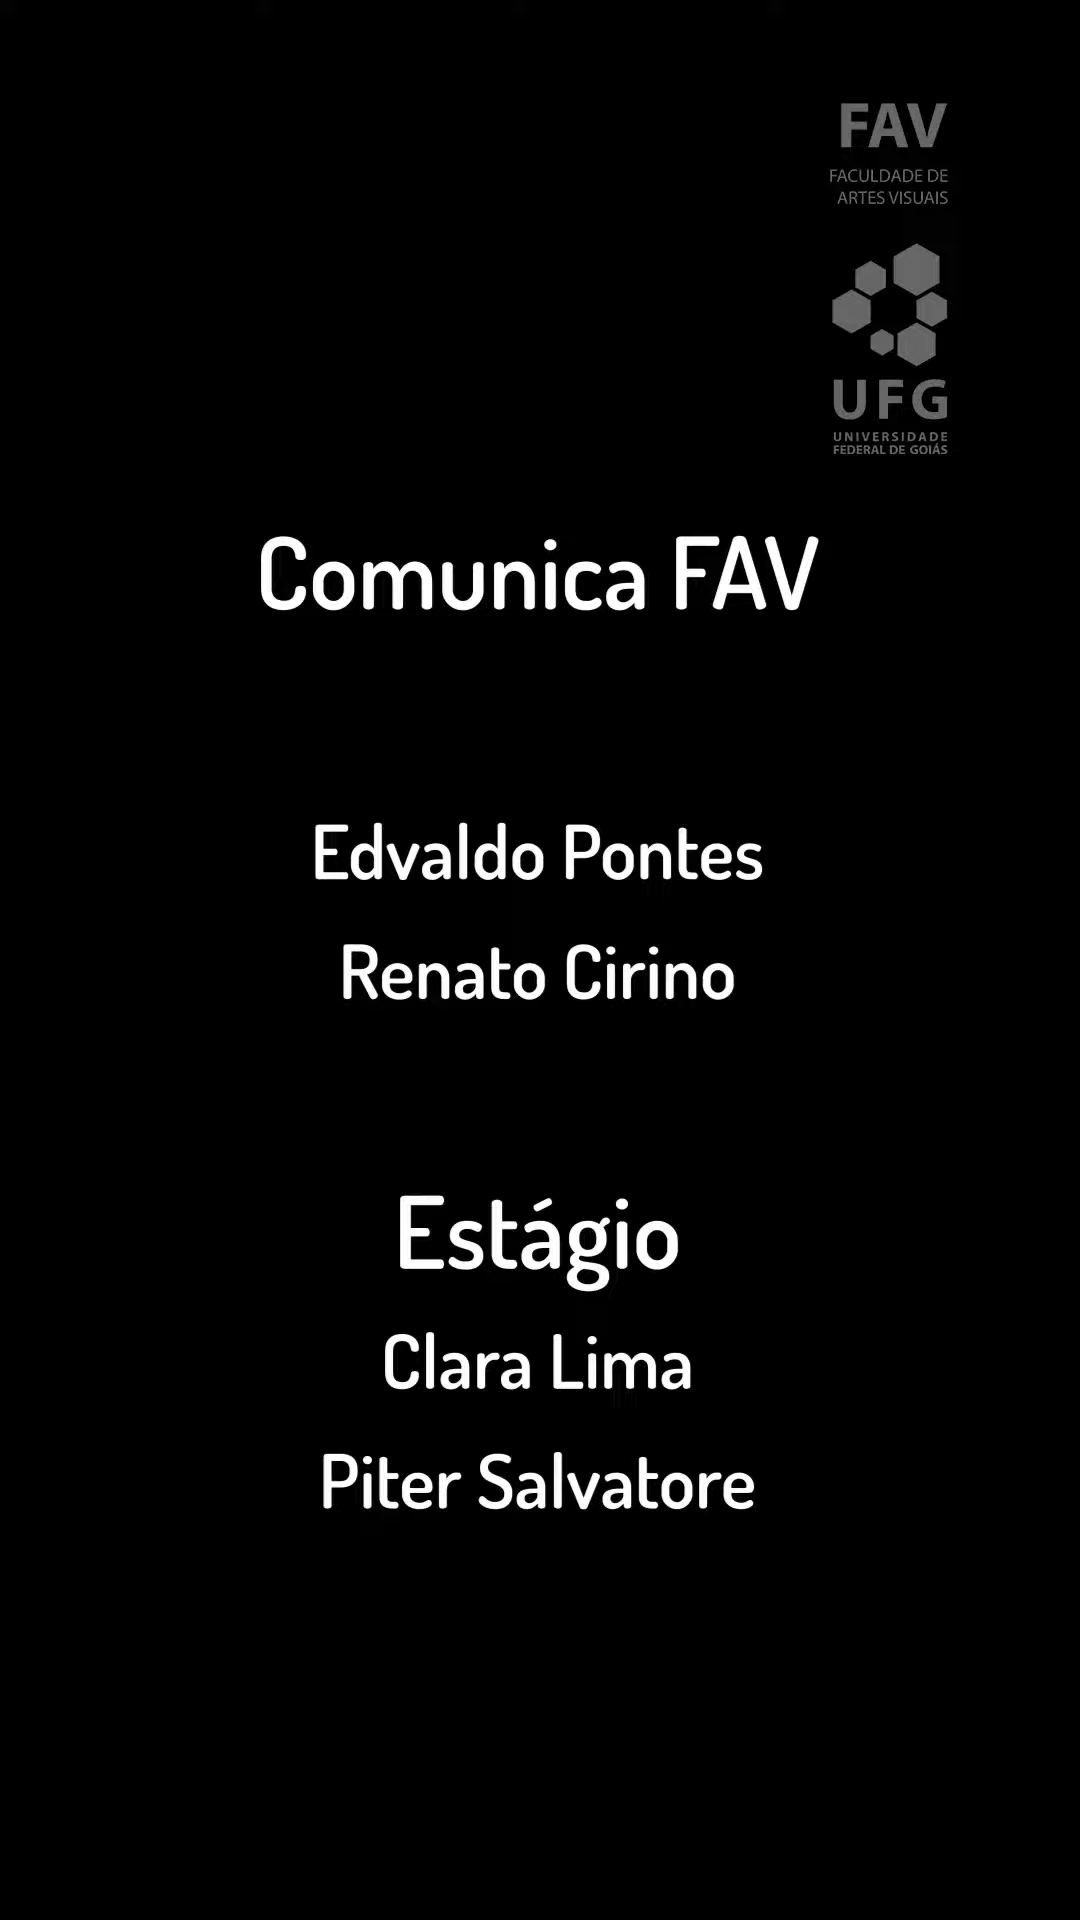 FAV
FACULDADE DE
ARTES VISUAIS
UFG
UNIVERSIDADE
FEDERAL DE GOIÁS
Comunica FAV
Edvaldo Pontes
Renato Cirino
Estágio
Clara Lima
Piter Salvatore